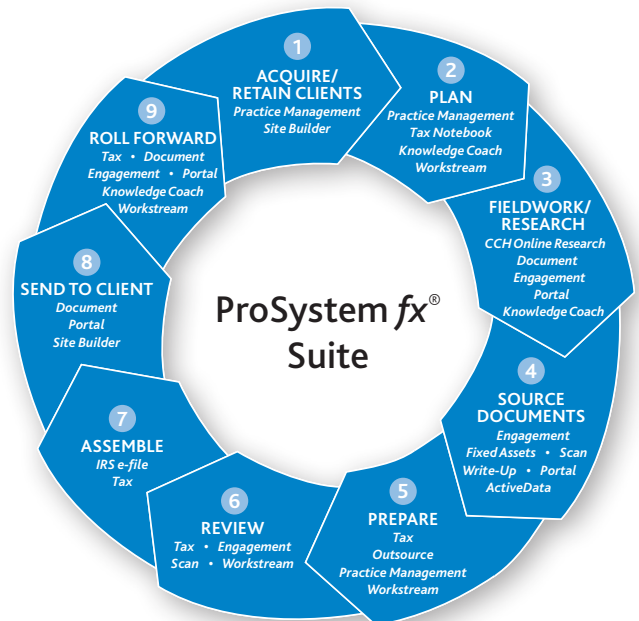 1
ACQUIRE/
RETAIN CLIENTS
Practice Management
Site Builder
2
PLAN
Practice Management
Tax Notebook
Knowledge Coach
Workstream
3
FIELDWORK/
RESEARCH
CCH Online Research
Document
Engagement
Portal
Knowledge Coach
4
SOURCE
DOCUMENTS
Engagement
Fixed Assets • Scan
Write-Up • Portal
ActiveData
5
PREPARE
Tax
Outsource
Practice Management
Workstream
6
REVIEW
Tax • Engagement
Scan • Workstream
7
ASSEMBLE
IRS e-file
Tax
8
SEND TO CLIENT
Document
Portal
Site Builder
9
ROLL FORWARD
Tax • Document
Engagement • Portal
Knowledge Coach
Workstream
ProSystem fx®
Suite